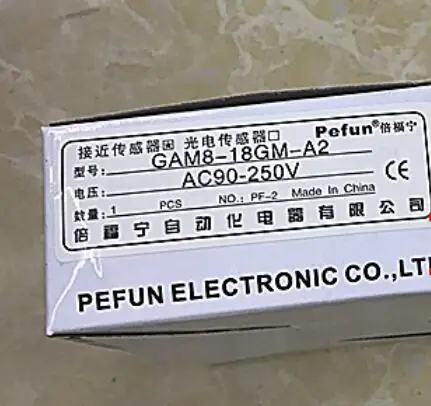 接近传感器☒ 光电传感器☐ Pefun®倍福宁
型号: GAM8-18GM-A2
电压: AC90-250V CE
数量: 1 PCS NO.: PF-2 Made In China
倍富宁自动化电器有限公司
PEFUN ELECTRONIC CO.,LT